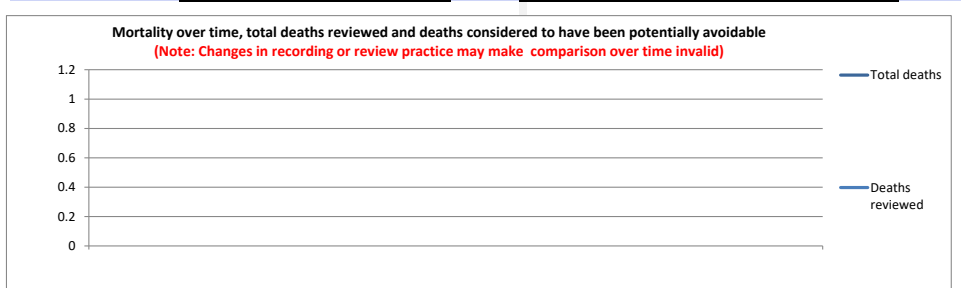 Mortality over time, total deaths reviewed and deaths considered to have been potentially avoidable
(Note: Changes in recording or review practice may make comparison over time invalid)
1.2
1
0.8
0.6
0.4
0.2
0
Total deaths
Deaths
reviewed